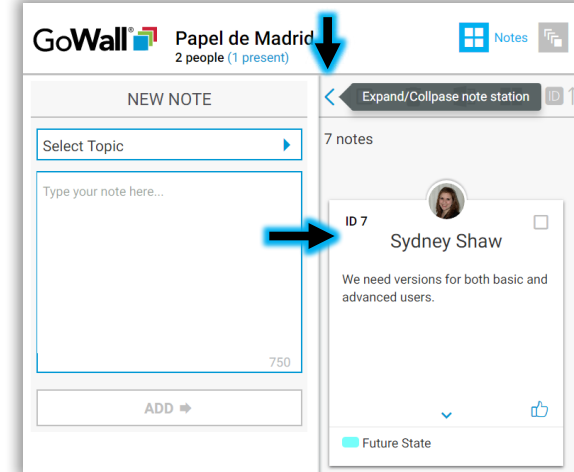 GoWall®
Papel de Madrid
2 people (1 present)
Notes
NEW NOTE
Expand/Collpase note station
ID 1
Select Topic
7 notes
Type your note here...
ID 7
Sydney Shaw
We need versions for both basic and
advanced users.
750
ADD
Future State